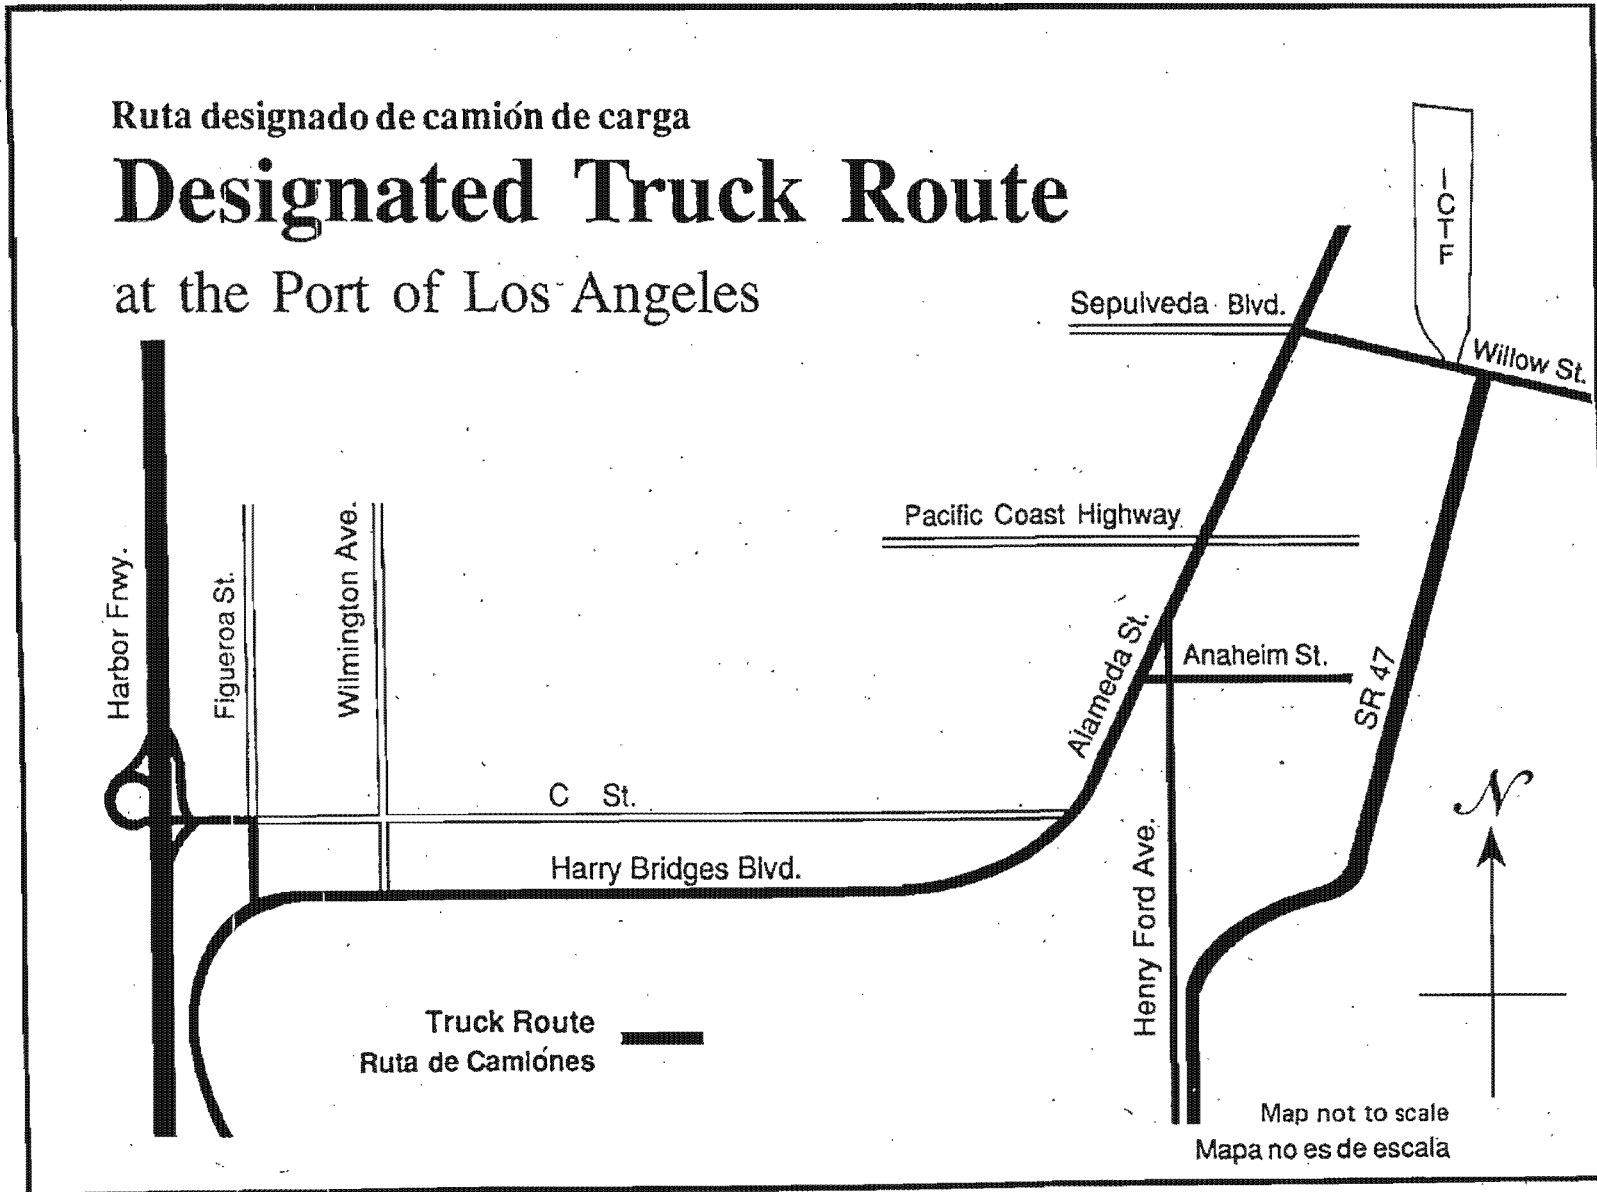 Ruta designado de camión de carga
Designated Truck Route
at the Port of Los Angeles
ICTF
Sepulveda Blvd.
Willow St.
Pacific Coast Highway
Harbor Frwy.
Figueroa St.
Wilmington Ave.
Alameda St.
Anaheim St.
SR 47
C St.
Harry Bridges Blvd.
Henry Ford Ave.
N
Truck Route
Ruta de Camiónes
Map not to scale
Mapa no es de escala